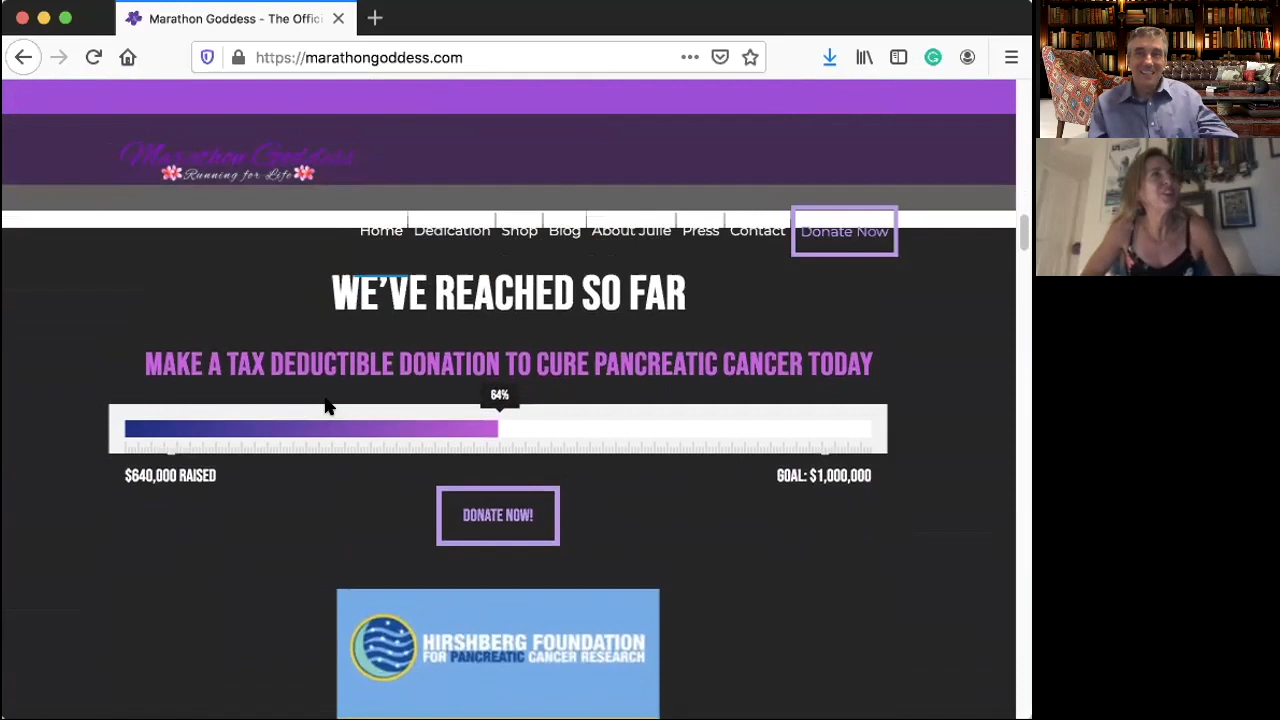 Marathon Goddess - The Offici
https://marathongoddess.com
Marathon Goddess
Running for Life
Home Dedication Shop Blog About Julie Press Contact Donate Now
WE'VE REACHED SO FAR
MAKE A TAX DEDUCTIBLE DONATION TO CURE PANCREATIC CANCER TODAY
64%
$640,000 RAISED
GOAL: $1,000,000
DONATE NOW!
HIRSHBERG FOUNDATION
FOR PANCREATIC CANCER RESEARCH